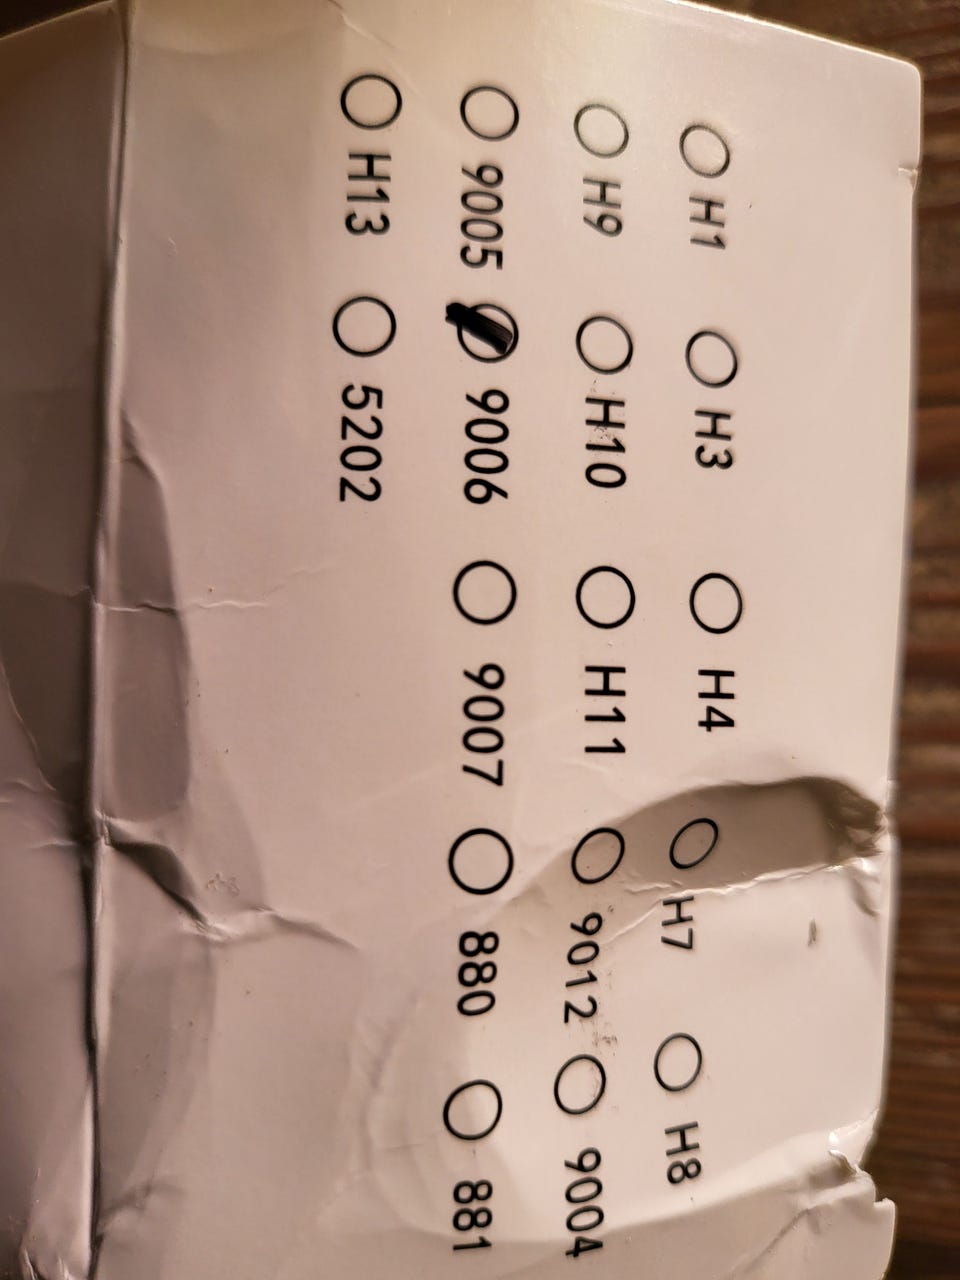 ○ H1 ○ H3 ○ H4 ○ H7 ○ H8
○ H9 ○ H10 ○ H11 ○ 9012 ○ 9004
○ 9005 ○ 9006 ○ 9007 ○ 880 ○ 881
○ H13 ○ 5202